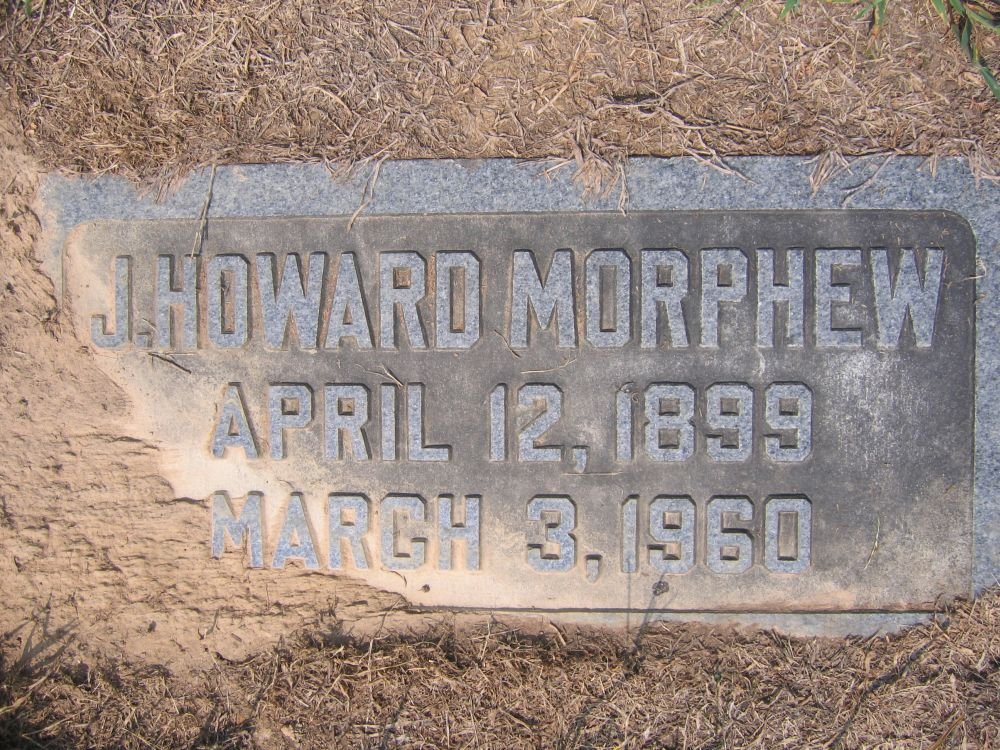 J. HOWARD MORPHEW
APRIL 12, 1899
MARCH 3, 1960